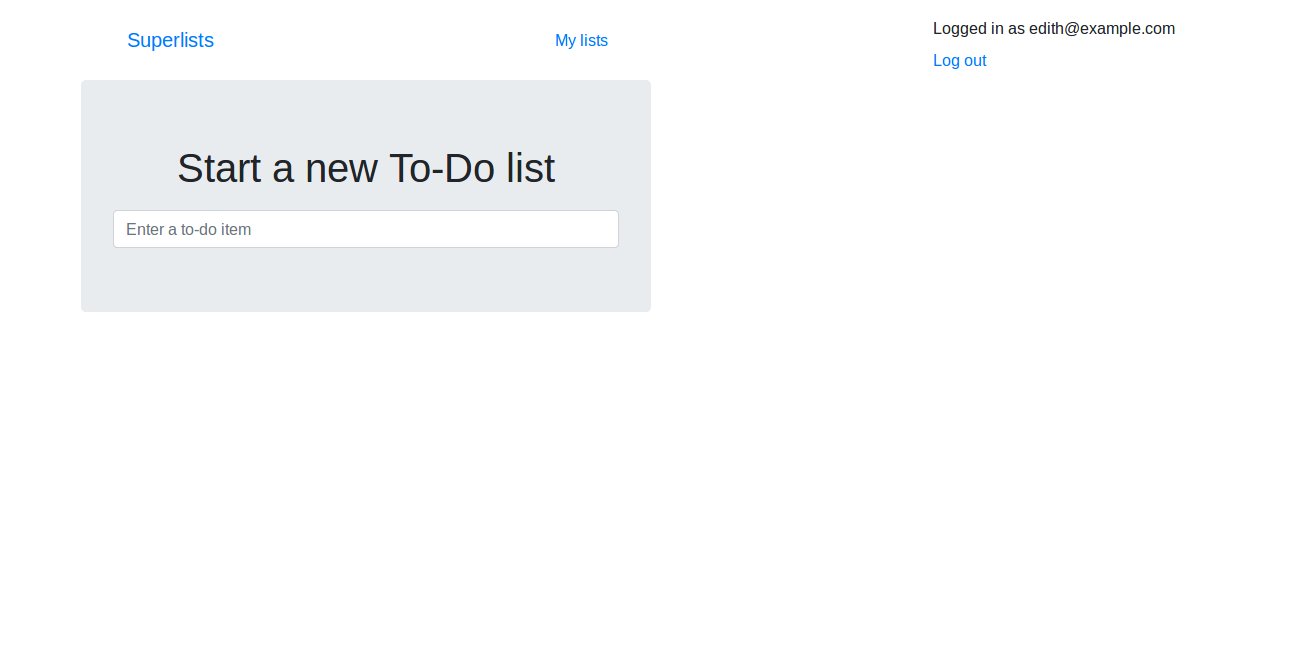 Superlists
My lists
Logged in as edith@example.com
Log out
Start a new To-Do list
Enter a to-do item